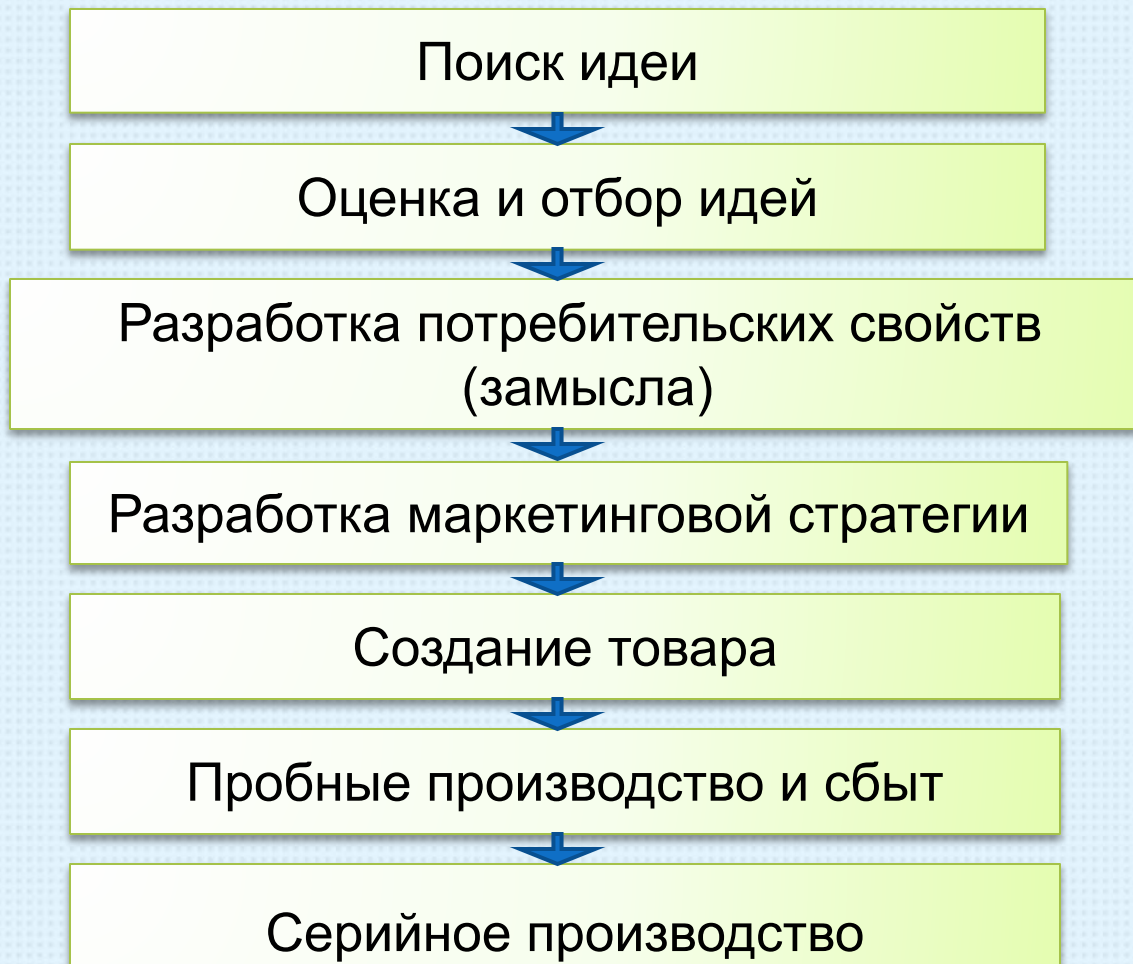 Поиск идеи
Оценка и отбор идей
Разработка потребительских свойств
(замысла)
Разработка маркетинговой стратегии
Создание товара
Пробные производство и сбыт
Серийное производство